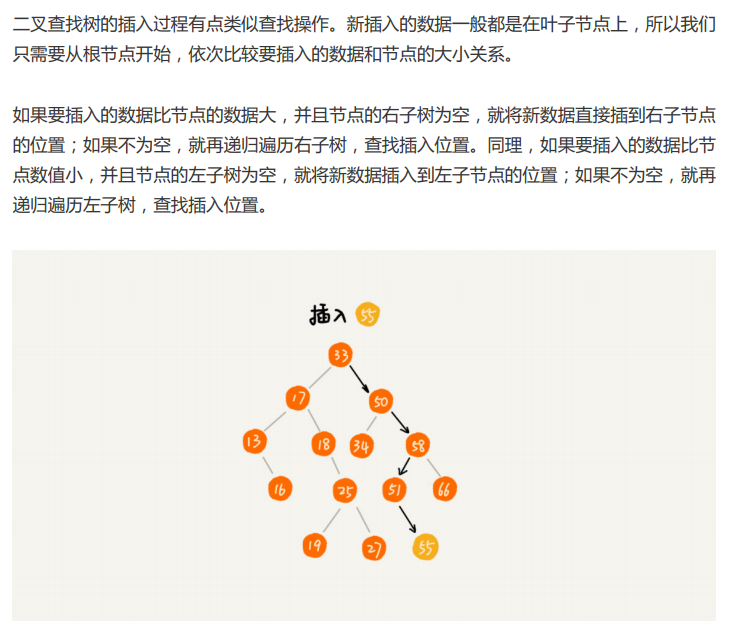 二叉查找树的插入过程有点类似查找操作。新插入的数据一般都是在叶子节点上，所以我们
只需要从根节点开始，依次比较要插入的数据和节点的大小关系。
如果要插入的数据比节点的数据大，并且节点的右子树为空，就将新数据直接插到右子节点
的位置；如果不为空，就再递归遍历右子树，查找插入位置。同理，如果要插入的数据比节
点数值小，并且节点的左子树为空，就将新数据插入到左子节点的位置；如果不为空，就再
递归遍历左子树，查找插入位置。
插入 55
33
17 50
13 18 34 58
16 25 51 66
19 27 55